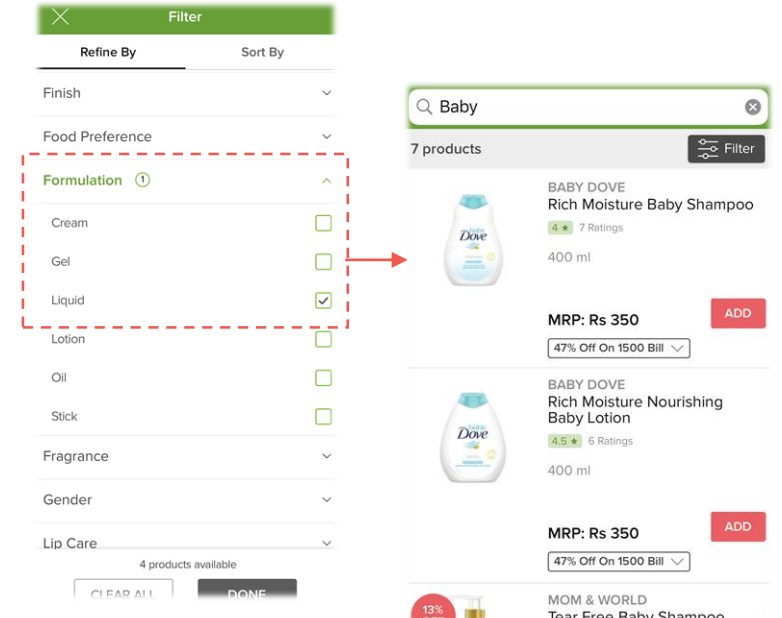 Filter
Refine By
Sort By
Finish
Food Preference
Formulation 1
Cream
Gel
Liquid
Lotion
Oil
Stick
Fragrance
Gender
Lip Care
4 products available
CLEAR ALL
DONE
Baby
7 products
Filter
BABY DOVE
Rich Moisture Baby Shampoo
4 ★ 7 Ratings
400 ml
MRP: Rs 350
ADD
47% Off On 1500 Bill
baby
Dove
BABY DOVE
Rich Moisture Nourishing
Baby Lotion
4.5 ★ 6 Ratings
400 ml
MRP: Rs 350
ADD
47% Off On 1500 Bill
baby
Dove
13%
MOM & WORLD
Tear Free Baby Shampoo